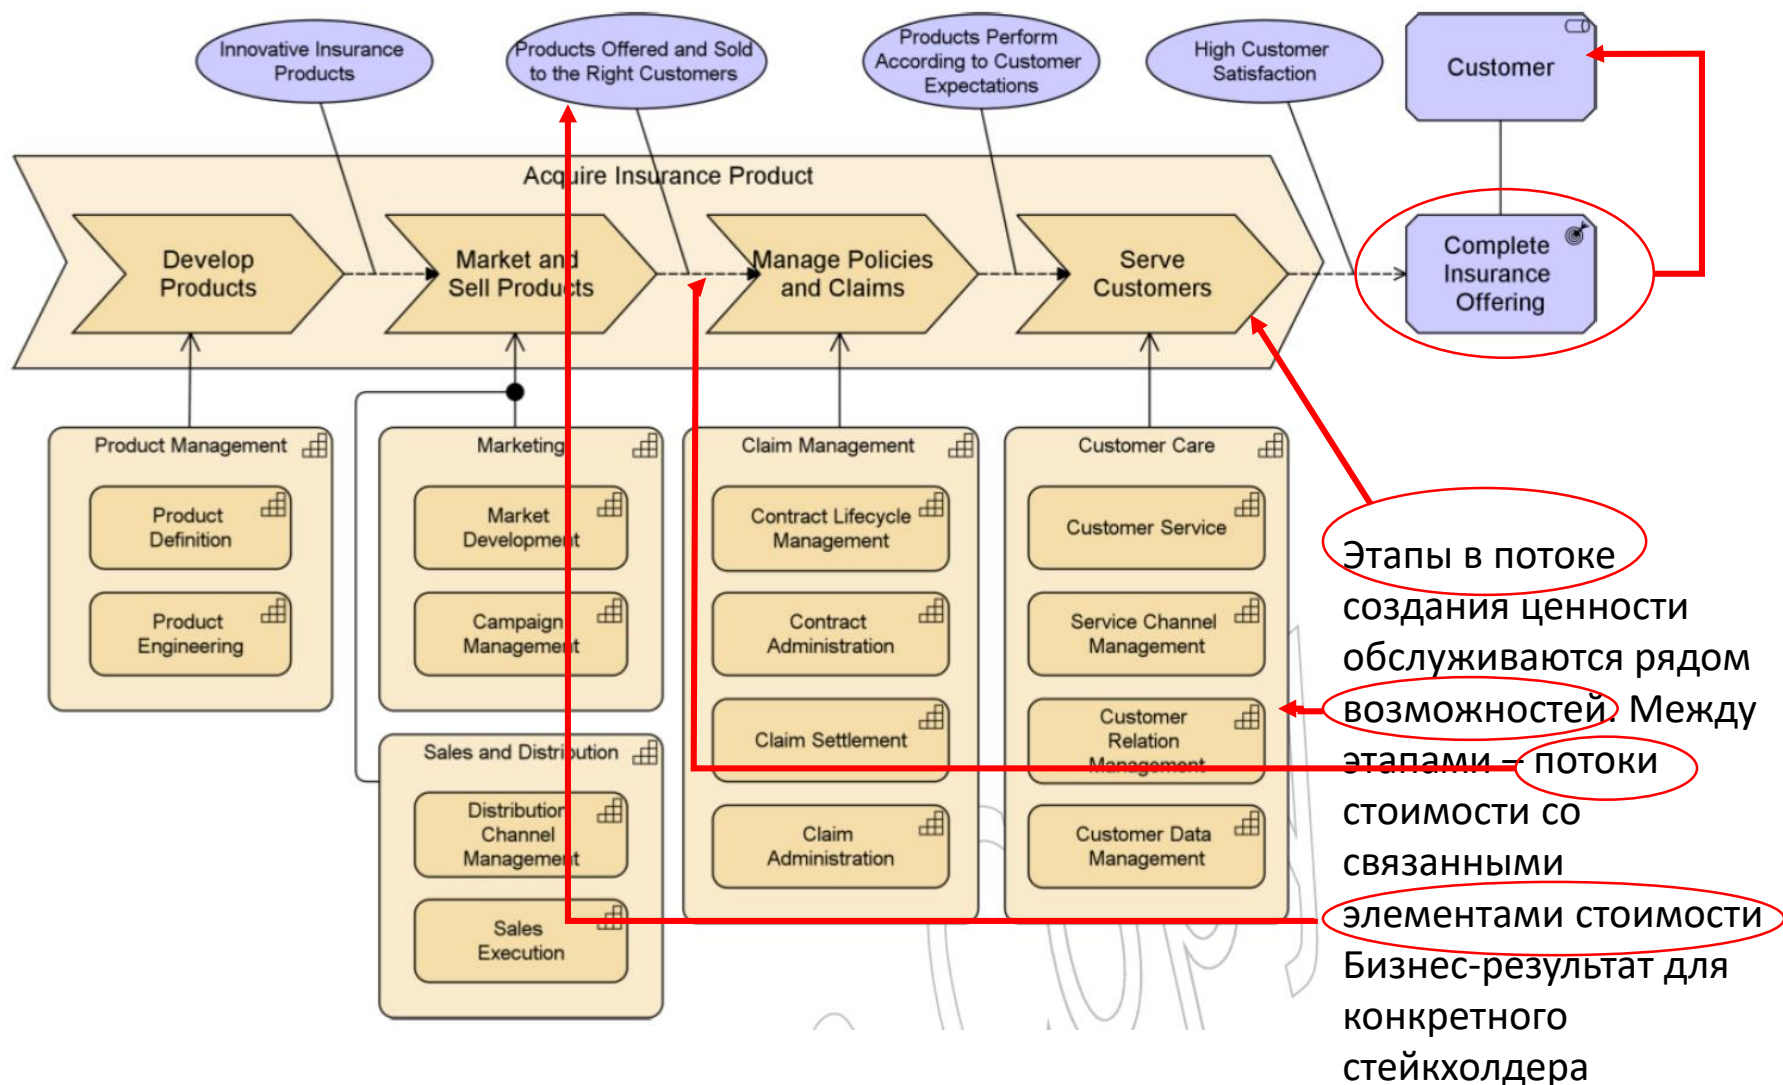 Innovative Insurance
Products
Products Offered and Sold
to the Right Customers
Products Perform
According to Customer
Expectations
High Customer
Satisfaction
Customer
Acquire Insurance Product
Develop
Products
Market and
Sell Products
Manage Policies
and Claims
Serve
Customers
Complete
Insurance
Offering
Product Management
Product
Definition
Product
Engineering
Marketing
Market
Development
Campaign
Management
Sales and Distribution
Distribution
Channel
Management
Sales
Execution
Claim Management
Contract Lifecycle
Management
Contract
Administration
Claim Settlement
Claim
Administration
Customer Care
Customer Service
Service Channel
Management
Customer
Relation
Management
Customer Data
Management
Этапы в потоке
создания ценности
обслуживаются рядом
возможностей. Между
этапами – потоки
стоимости со
связанными
элементами стоимости
Бизнес-результат для
конкретного
стейкхолдера
Copy